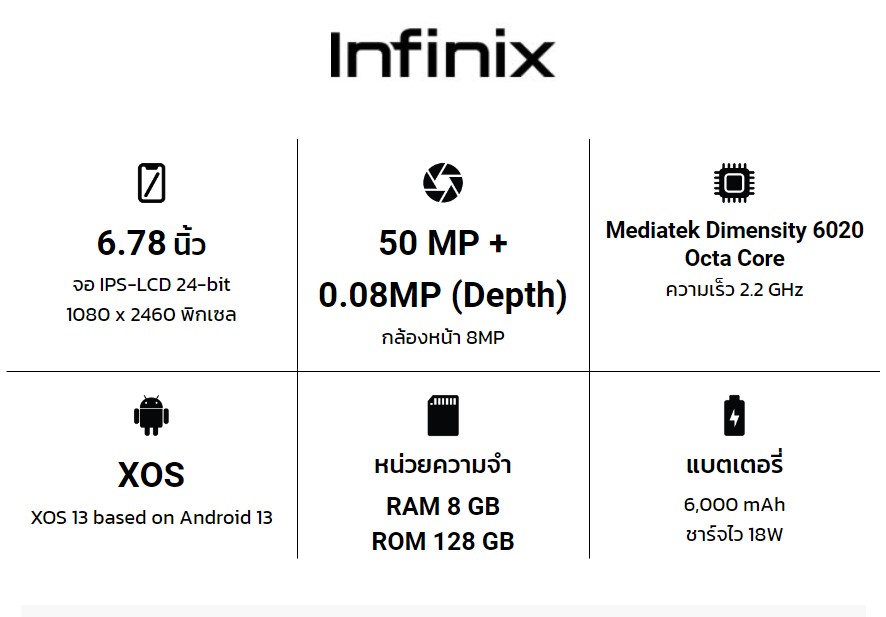 Infinix
6.78 นิ้ว
จอ IPS-LCD 24-bit
1080 x 2460 พิกเซล
50 MP +
0.08MP (Depth)
กล้องหน้า 8MP
Mediatek Dimensity 6020
Octa Core
ความเร็ว 2.2 GHz
XOS
XOS 13 based on Android 13
หน่วยความจำ
RAM 8 GB
ROM 128 GB
แบตเตอรี่
6,000 mAh
ชาร์จไว 18W